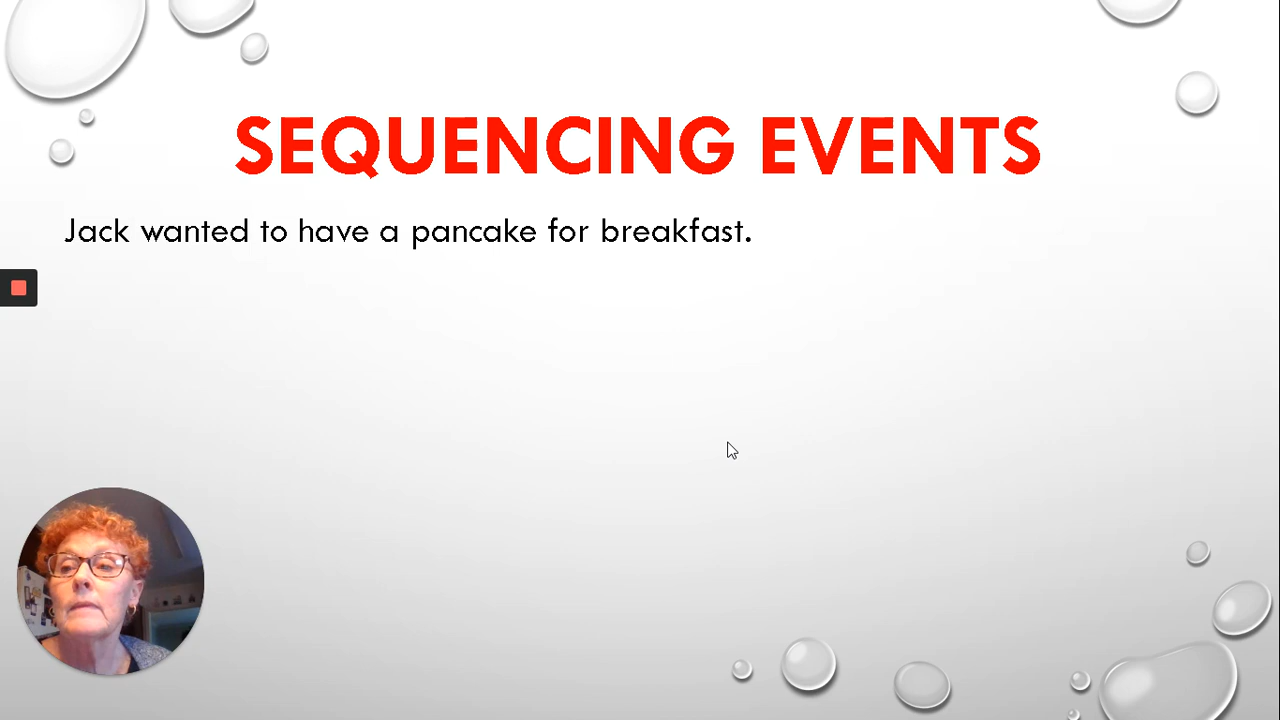 SEQUENCING EVENTS
Jack wanted to have a pancake for breakfast.